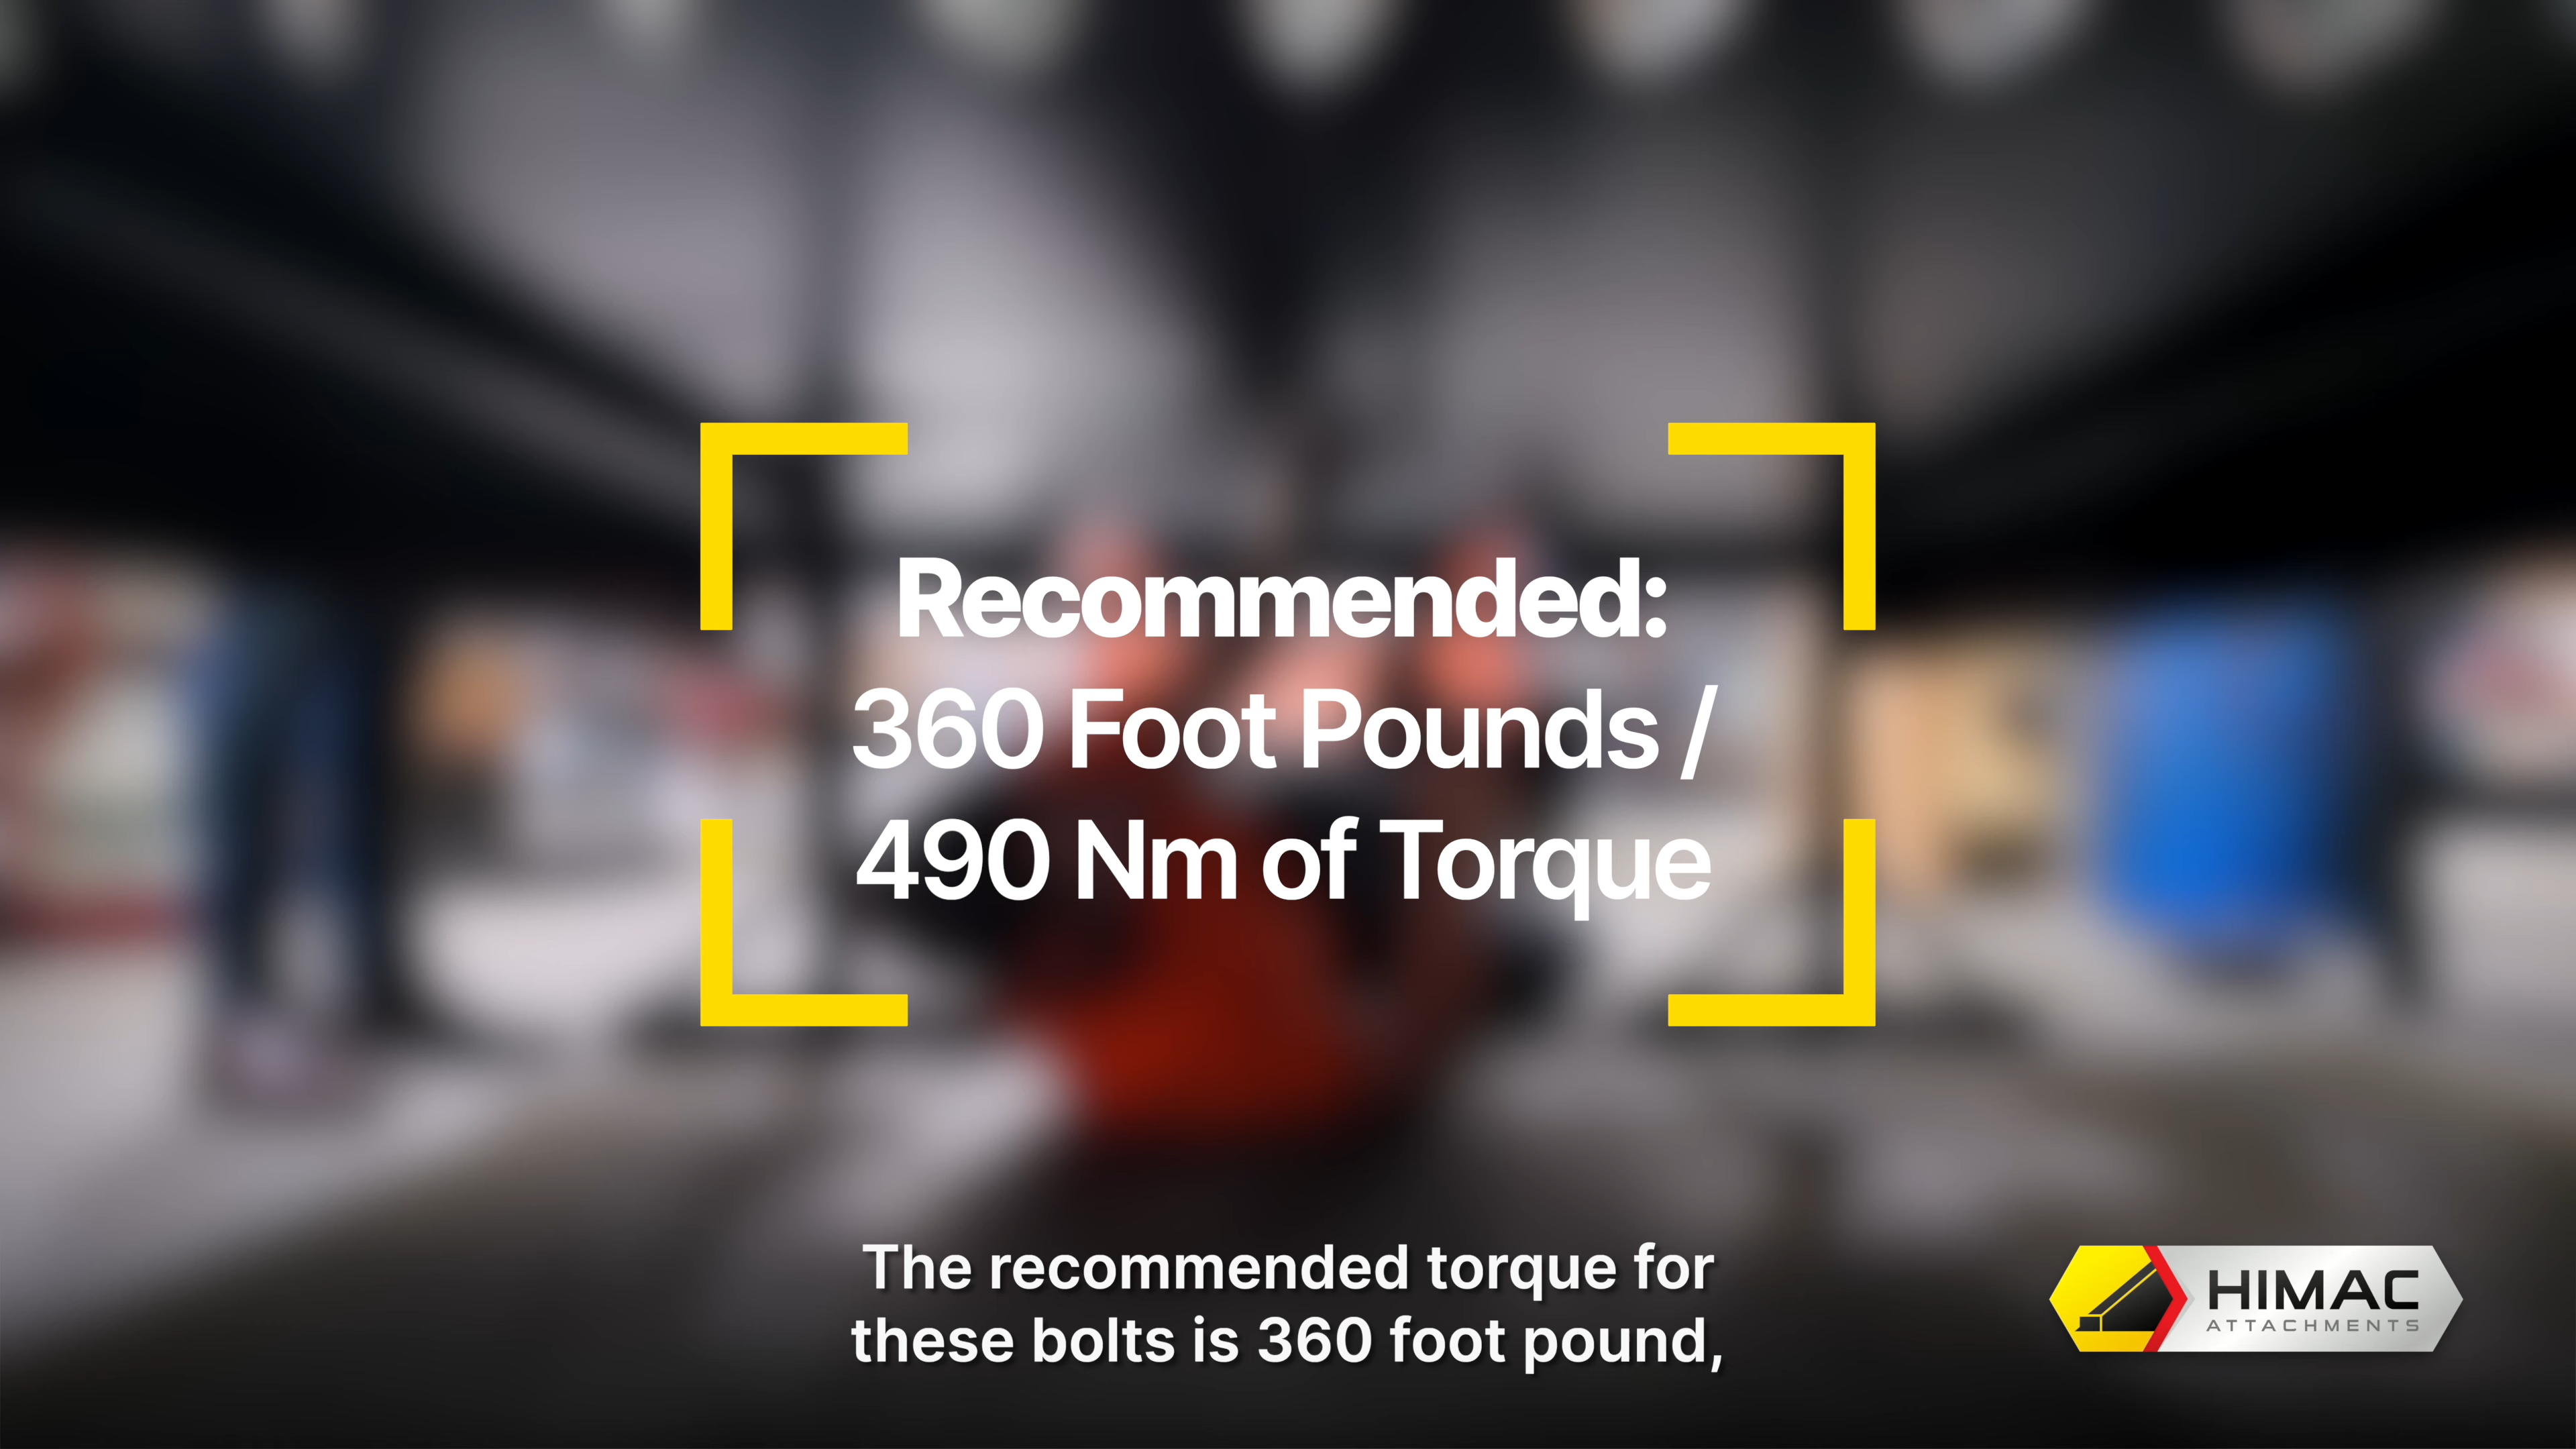 Recommended:
360 Foot Pounds /
490 Nm of Torque
The recommended torque for
these bolts is 360 foot pound,
HIMAC
ATTACHMENTS